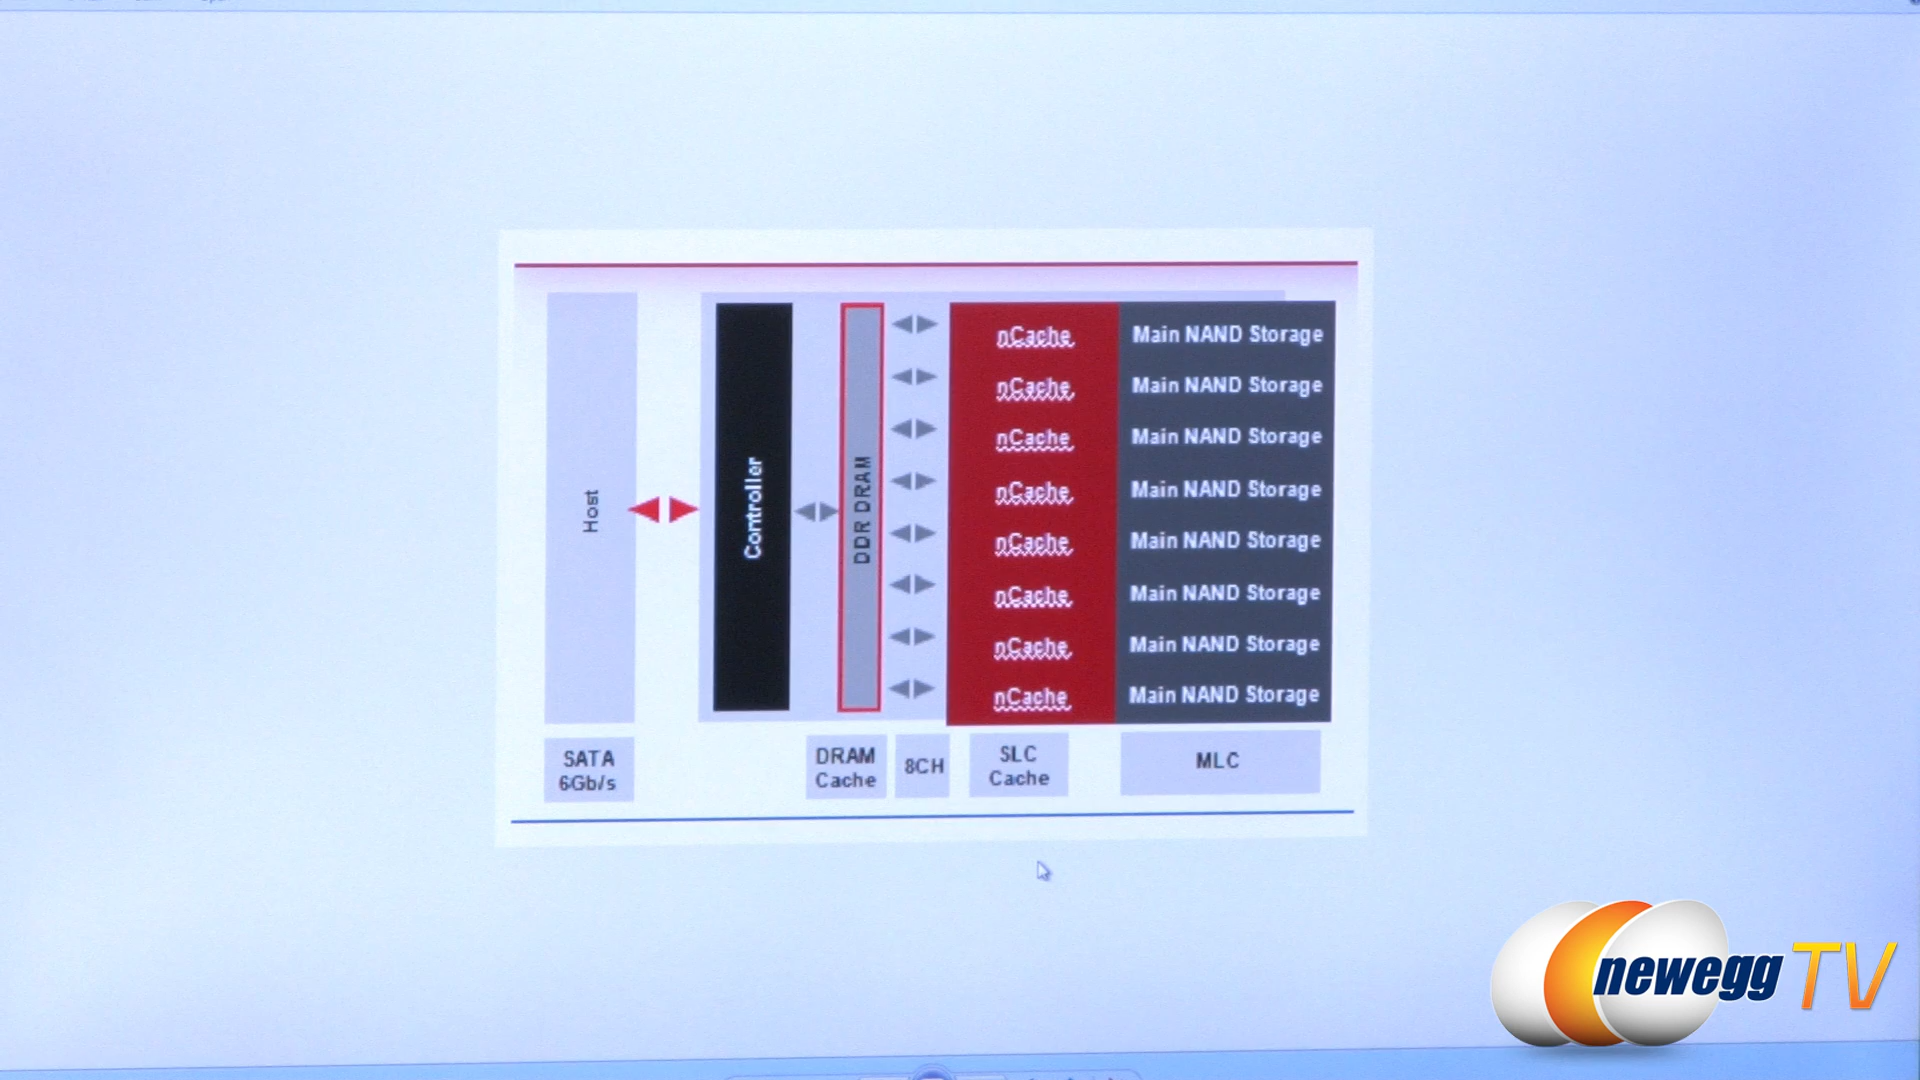 Host
Controller
DDR DRAM
nCache
Main NAND Storage
nCache
Main NAND Storage
nCache
Main NAND Storage
nCache
Main NAND Storage
nCache
Main NAND Storage
nCache
Main NAND Storage
nCache
Main NAND Storage
nCache
Main NAND Storage
SATA
6Gb/s
DRAM
Cache
8CH
SLC
Cache
MLC
newegg TV